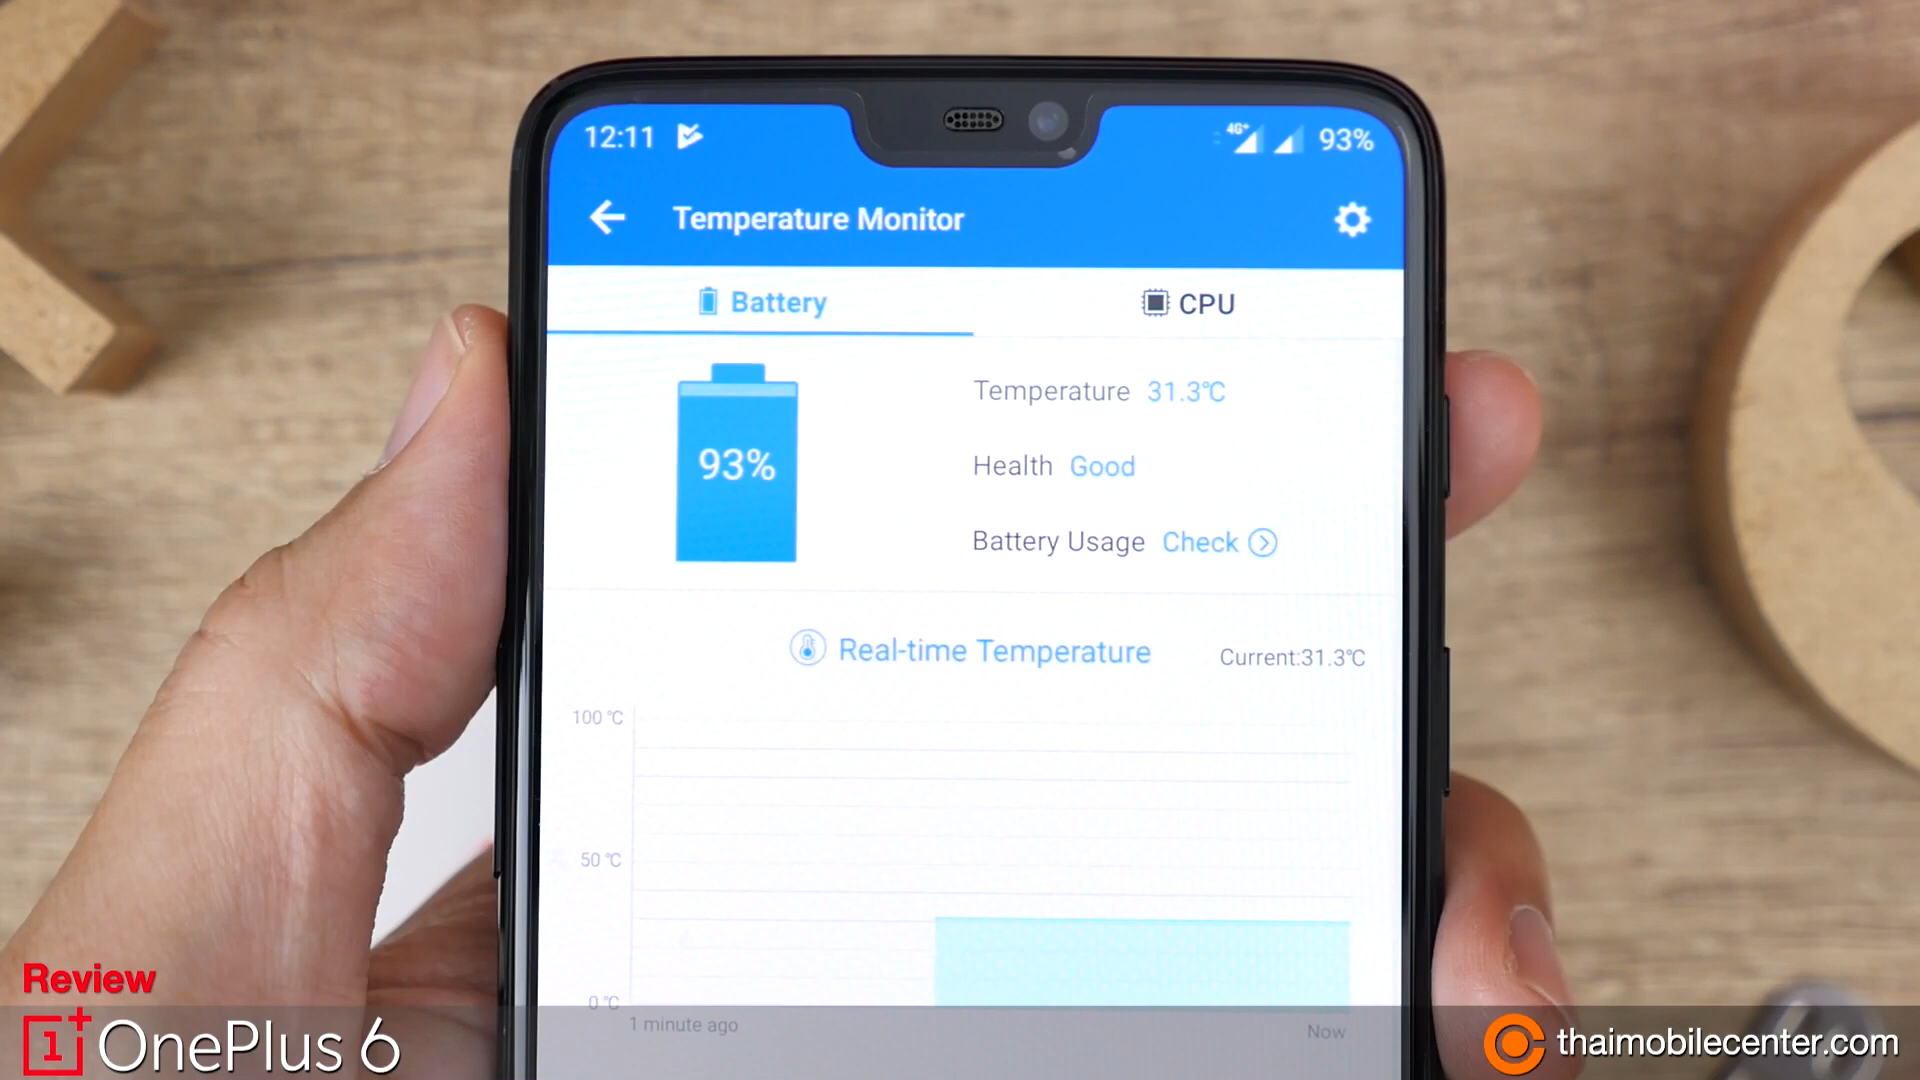 12:11 4G+ 93%
Temperature Monitor
Battery CPU
93%
Temperature 31.3℃
Health Good
Battery Usage Check
Real-time Temperature Current:31.3℃
100 ℃
50 ℃
0 ℃
1 minute ago Now
Review
OnePlus 6
thaimobilecenter.com